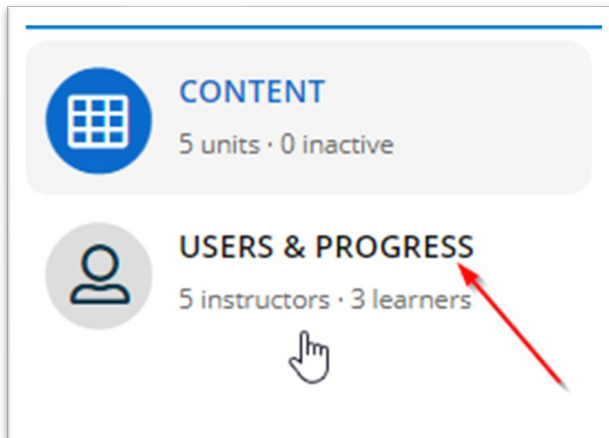 CONTENT
5 units · 0 inactive
USERS & PROGRESS
5 instructors · 3 learners